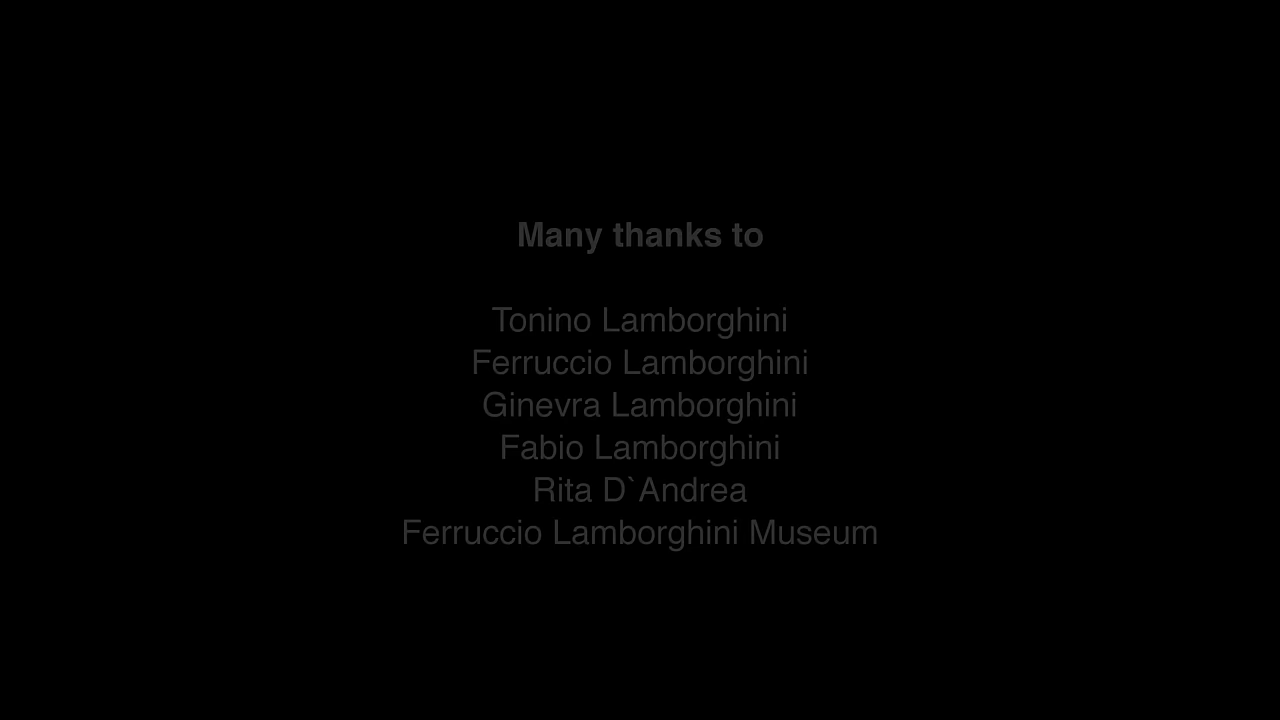 Many thanks to
Tonino Lamborghini
Ferruccio Lamborghini
Ginevra Lamborghini
Fabio Lamborghini
Rita D`Andrea
Ferruccio Lamborghini Museum